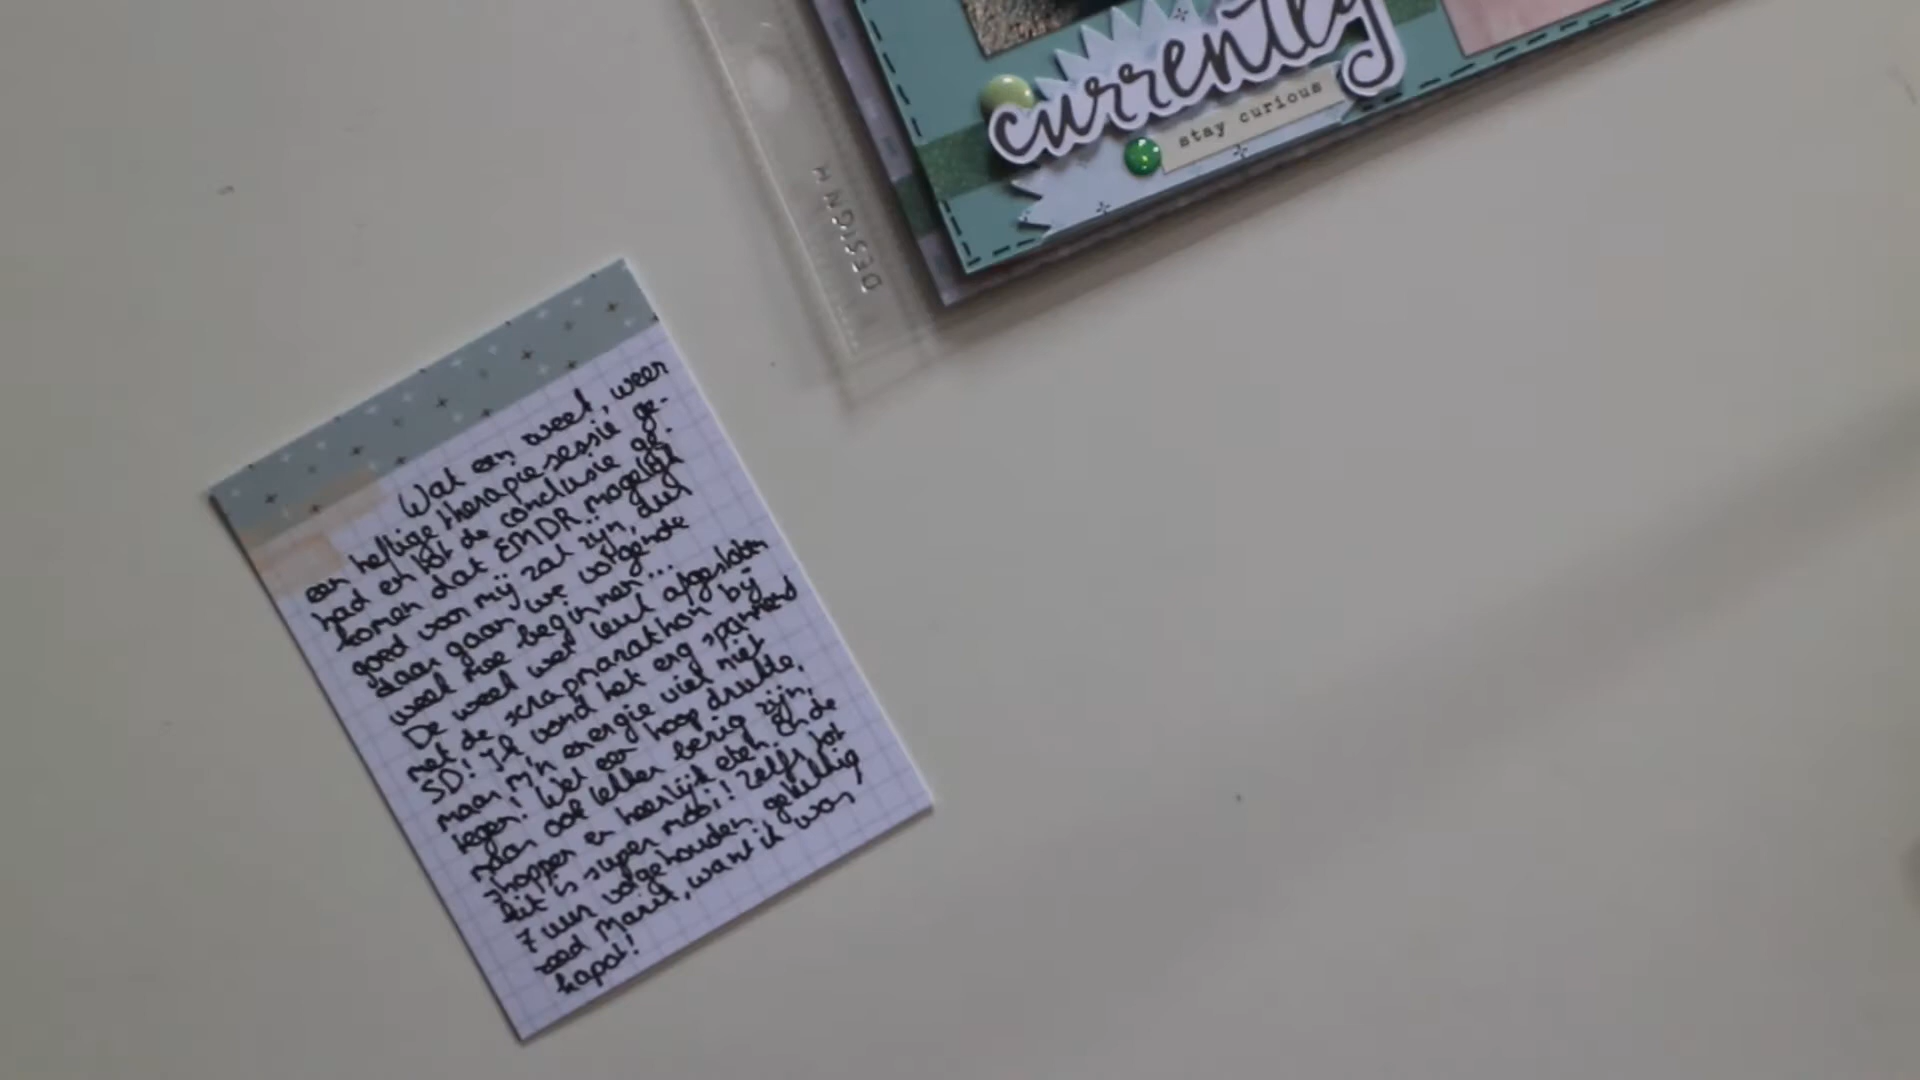 currently
stay curious
DESIGN H
Wat een week, weer
een heftige therapiesessie ge-
had en tot de conclusie ge-
komen dat EMDR mogelijk
goed voor mij zal zijn, dus
daar gaan we volgende
week mee beginnen...
De week wel leuk afgesloten
met de scrapmarathon bij
SD! Ik vond het erg spannend
maar m'n energie viel niet
tegen! Wel een hoop drukte,
maar ook lekker bezig zijn,
shoppen en heerlijk eten. En de
kit is super mooi! Zelfs tot
7 uur volgehouden, gelukkig
reed Marit, want ik was
kapot!